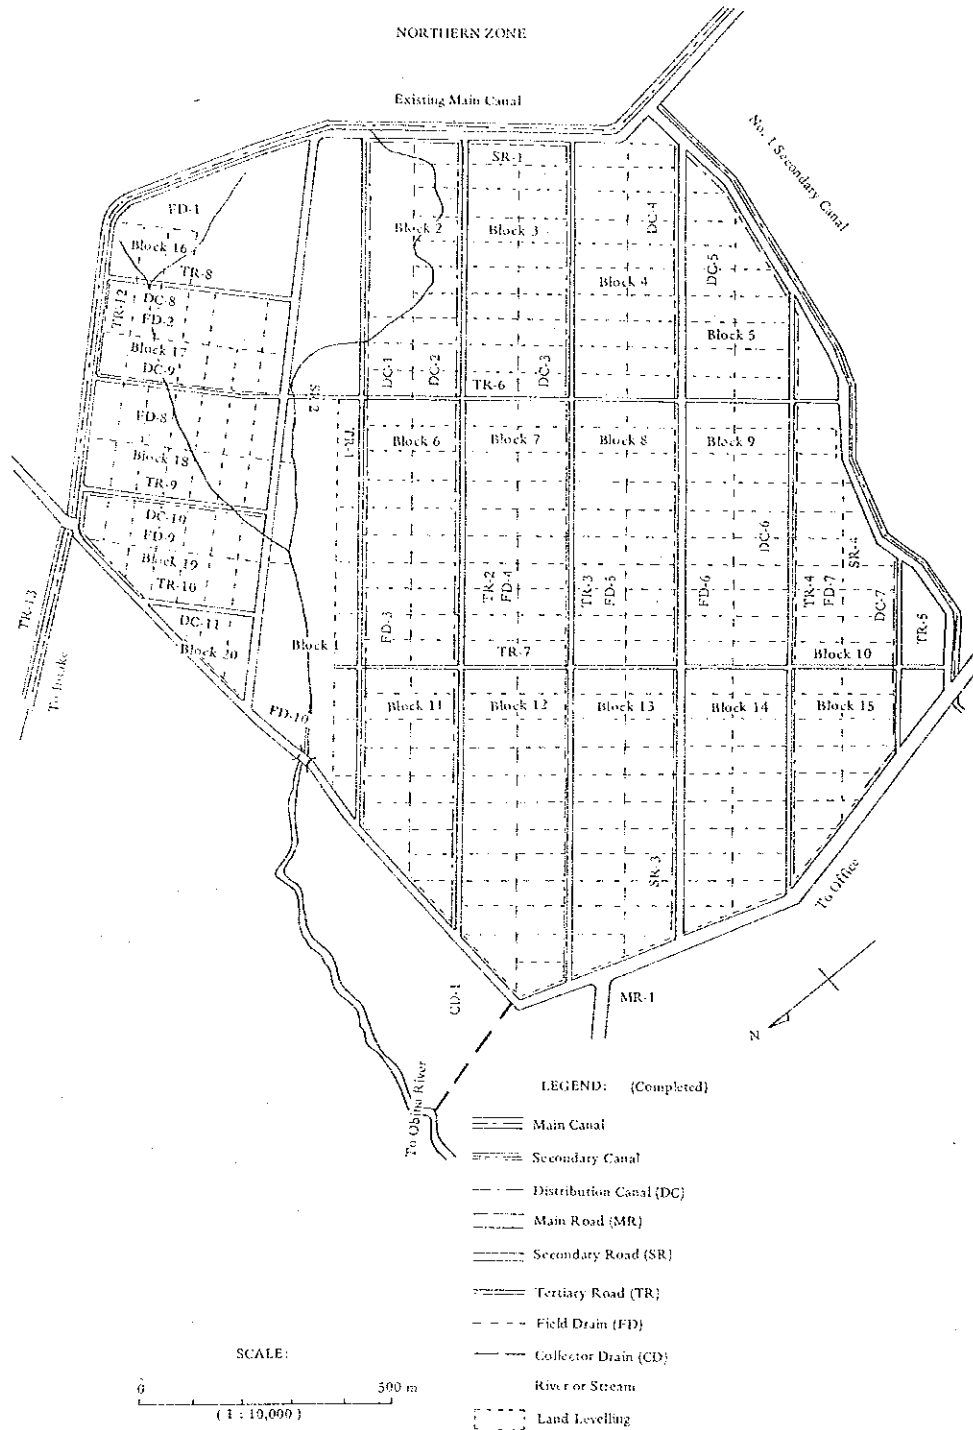 NORTHERN ZONE
Existing Main Canal
No. 1 Secondary Canal
SR-1
FD-1
Block 16
TR-8
TR-12
DC-8
FD-2
Block 17
DC-9
Block 2
Block 3
DC-4
DC-5
Block 4
Block 5
DC-1
DC-2
DC-3
TR-6
FD-8
Block 18
TR-9
Block 6
Block 7
Block 8
Block 9
DC-10
FD-9
Block 19
TR-10
DC-11
Block 20
DC-6
SR-4
TR-2
FD-4
TR-3
FD-5
FD-6
TR-4
FD-7
DC-7
TR-5
FD-3
TR-13
To Intake
Block 1
TR-7
Block 10
FD-10
Block 11
Block 12
Block 13
Block 14
Block 15
SR-3
To Office
CD-1
MR-1
N
To Obina River
LEGEND: (Completed)
Main Canal
Secondary Canal
Distribution Canal (DC)
Main Road (MR)
Secondary Road (SR)
Tertiary Road (TR)
Field Drain (FD)
Collector Drain (CD)
River or Stream
Land Levelling
SCALE:
0 500 m
(1 : 10,000)